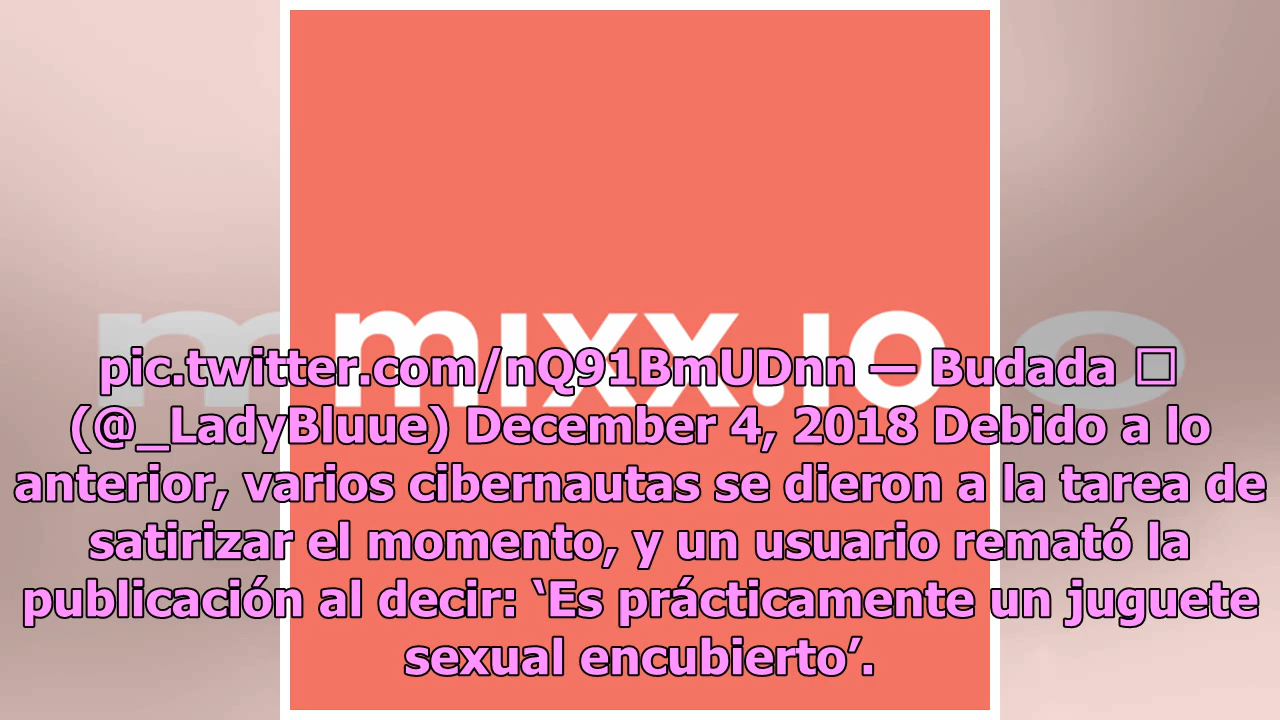 mixx.io
pic.twitter.com/nQ91BmUDnn — Budada □
(@_LadyBluue) December 4, 2018 Debido a lo
anterior, varios cibernautas se dieron a la tarea de
satirizar el momento, y un usuario remató la
publicación al decir: ‘Es prácticamente un juguete
sexual encubierto’.